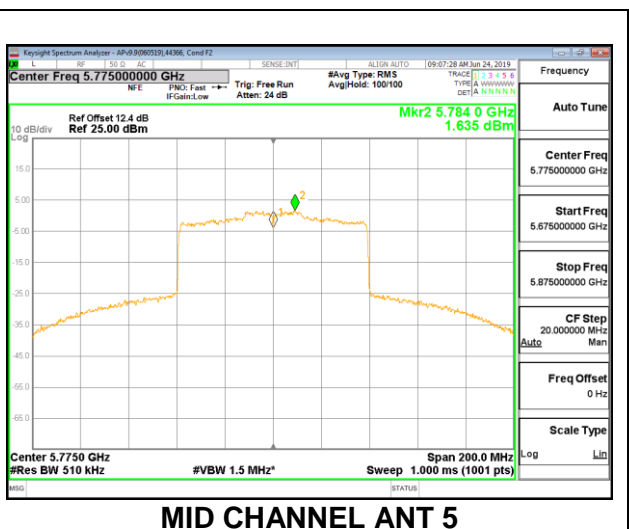 Keysight Spectrum Analyzer - APv9.9(060519),44366, Cond F2
L RF 50 Ω AC SENSE:INT ALIGN AUTO 09:07:28 AM Jun 24, 2019
Center Freq 5.775000000 GHz
NFE PNO: Fast Trig: Free Run
IFGain:Low Atten: 24 dB
#Avg Type: RMS
Avg|Hold: 100/100
TRACE 1 2 3 4 5 6
TYPE A WWWWW
DET A N N N N N
Ref Offset 12.4 dB
10 dB/div Ref 25.00 dBm
Log
Mkr2 5.784 0 GHz
1.635 dBm
15.0
5.00
-5.00
-15.0
-25.0
-35.0
-45.0
-55.0
-65.0
1
2
Center 5.7750 GHz Span 200.0 MHz
#Res BW 510 kHz #VBW 1.5 MHz* Sweep 1.000 ms (1001 pts)
MSG STATUS
Frequency
Auto Tune
Center Freq
5.775000000 GHz
Start Freq
5.675000000 GHz
Stop Freq
5.875000000 GHz
CF Step
20.000000 MHz
Auto Man
Freq Offset
0 Hz
Scale Type
Log Lin
MID CHANNEL ANT 5